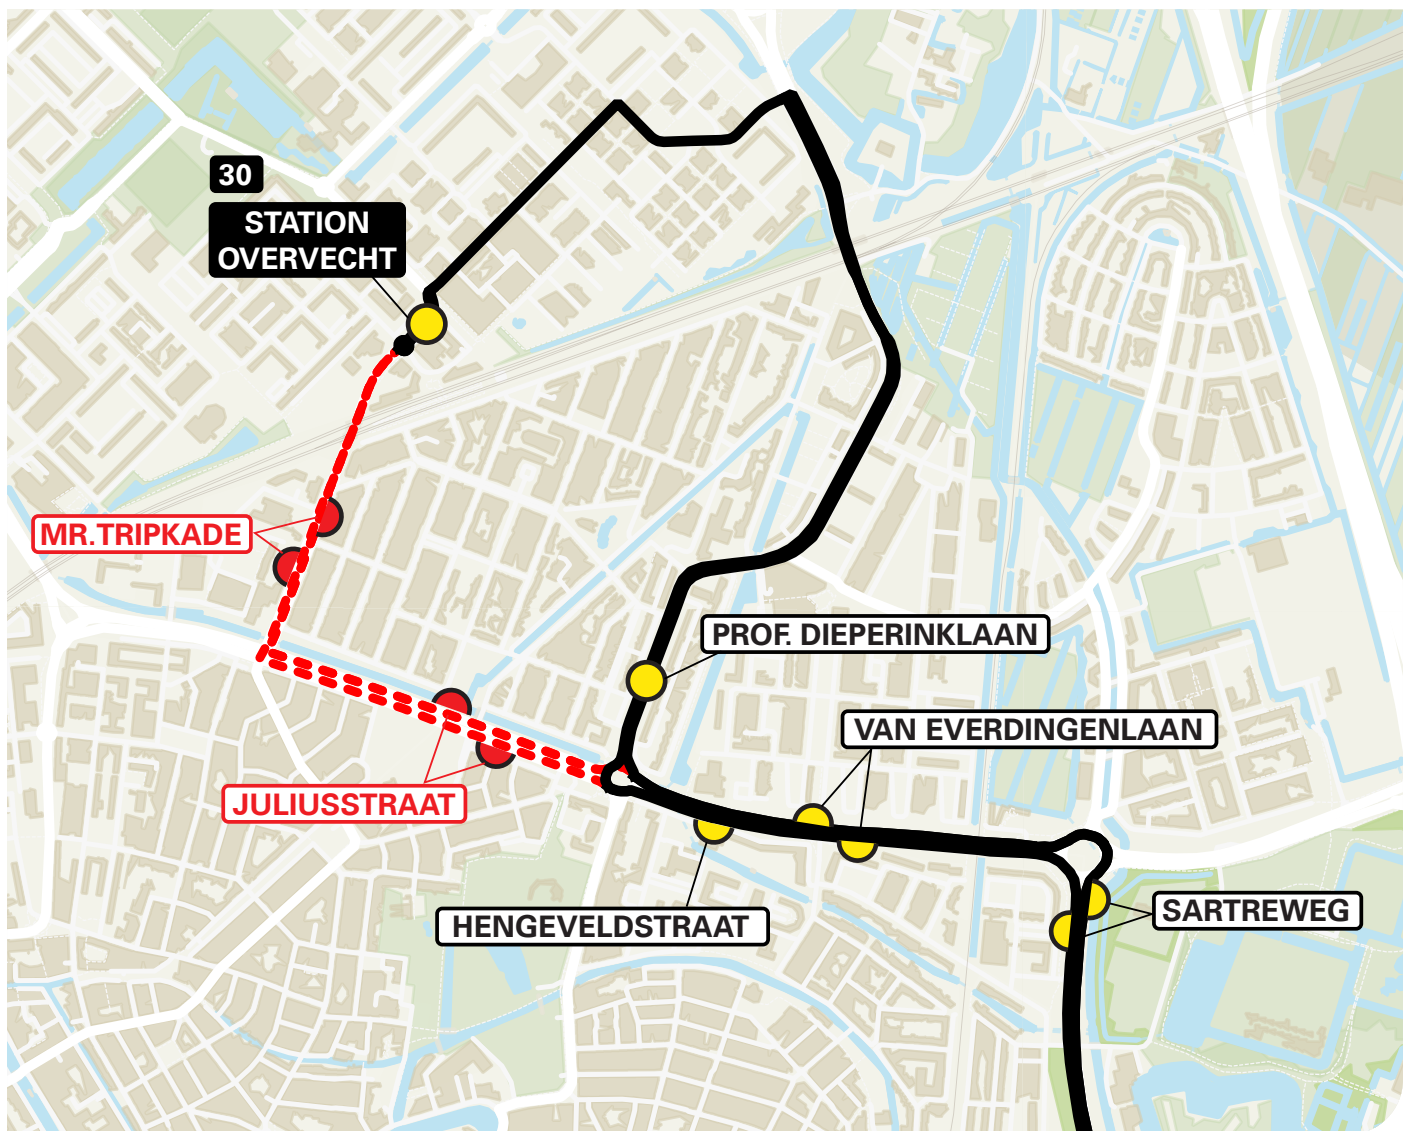 30
STATION
OVERVECHT
MR.TRIPKADE
PROF. DIEPERINKLAAN
VAN EVERDINGENLAAN
JULIUSSTRAAT
HENGEVELDSTRAAT
SARTREWEG